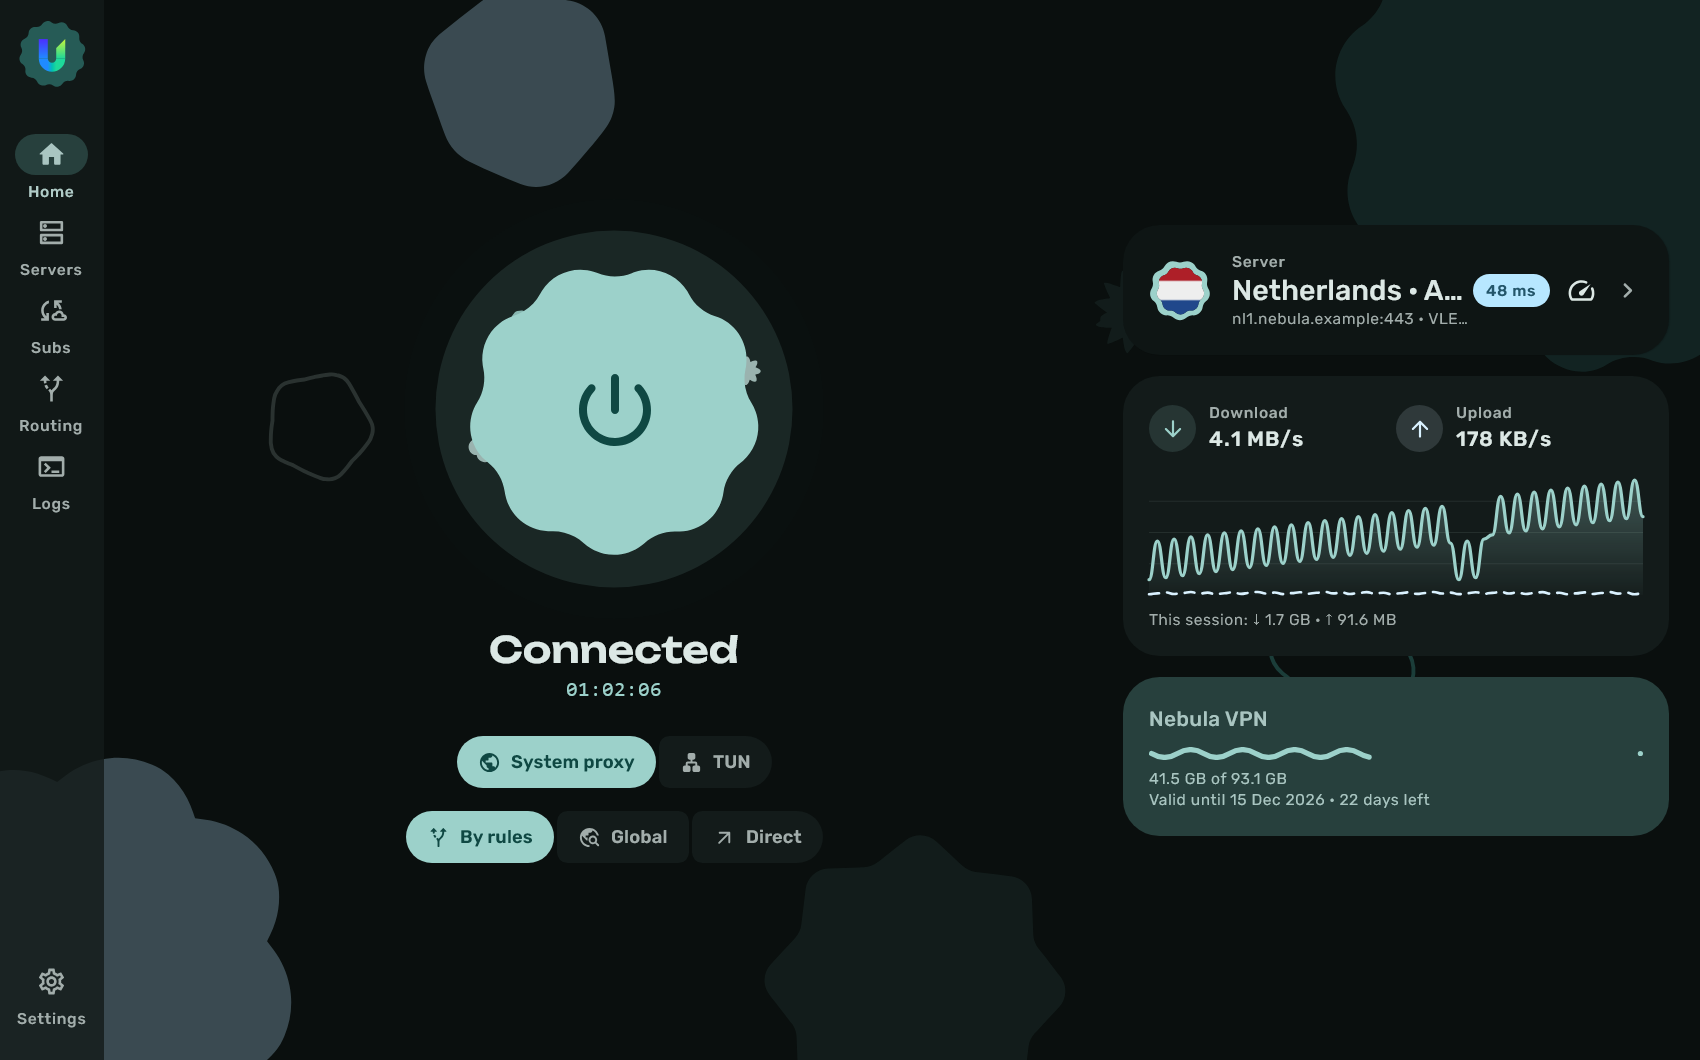 Home
Servers
Subs
Routing
Logs
Settings
Connected
01:02:06
System proxy
TUN
By rules
Global
Direct
Server
Netherlands • A...
48 ms
nl1.nebula.example:443 • VLE...
Download
4.1 MB/s
Upload
178 KB/s
This session: ↓ 1.7 GB • ↑ 91.6 MB
Nebula VPN
41.5 GB of 93.1 GB
Valid until 15 Dec 2026 • 22 days left